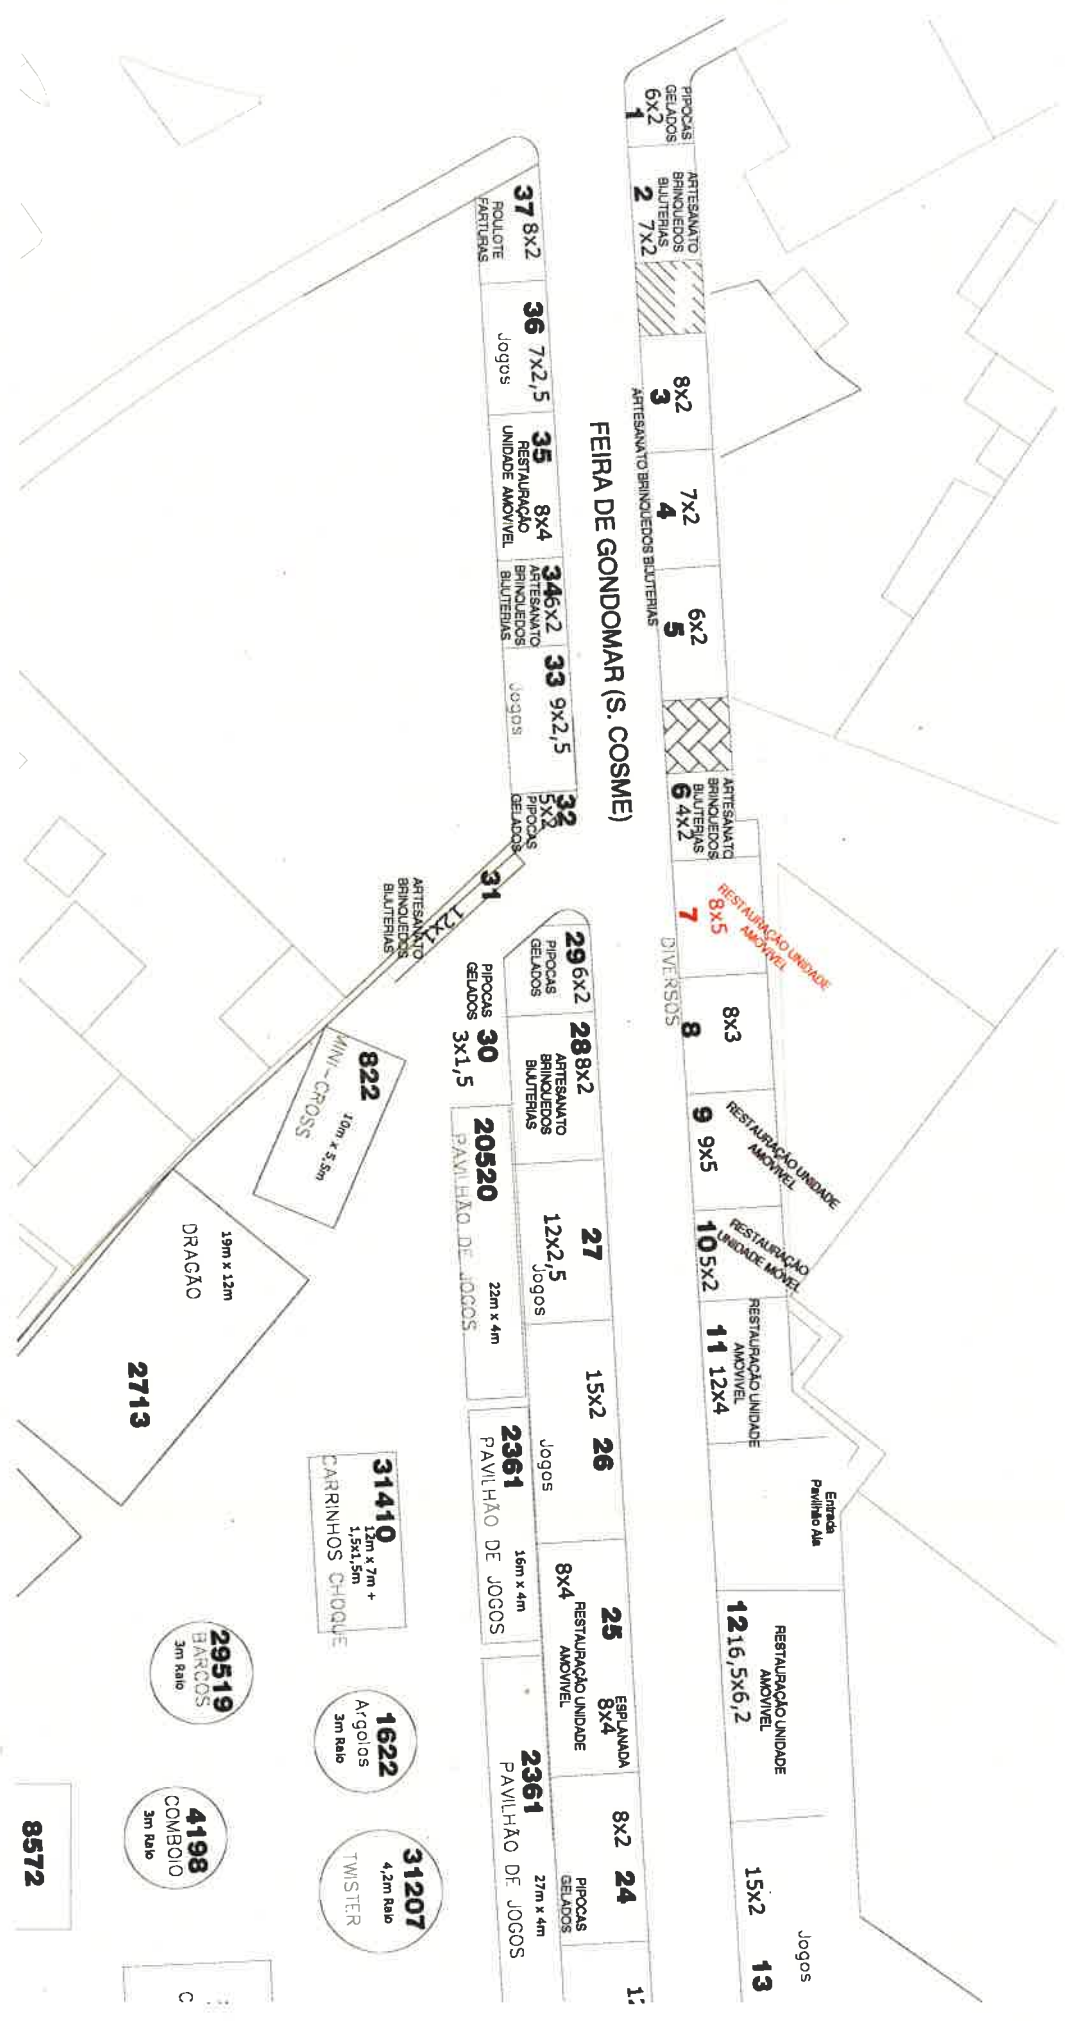 PIPOCAS
GELADOS
6x2
1
ARTESANATO
BRINQUEDOS
BIJUTERIAS
2 7x2
8x2
3
7x2
4
6x2
5
ARTESANATO BRINQUEDOS BIJUTERIAS
ARTESANATO
BRINQUEDOS
BIJUTERIAS
6 4x2
RESTAURAÇÃO UNIDADE
AMOVIVEL
8x5
7
DIVERSOS
8x3
8
RESTAURAÇÃO UNIDADE
AMOVIVEL
9 9x5
RESTAURAÇÃO
UNIDADE MÓVEL
10 5x2
RESTAURAÇÃO UNIDADE
AMOVIVEL
11 12x4
Entrada
Pavilhão Ala
RESTAURAÇÃO UNIDADE
AMOVIVEL
12 16,5x6,2
Jogos
15x2 13
FEIRA DE GONDOMAR (S. COSME)
37 8x2
ROULOTE
FARTURAS
36 7x2,5
Jogos
35 8x4
RESTAURAÇÃO
UNIDADE AMOVIVEL
34 6x2
ARTESANATO
BRINQUEDOS
BIJUTERIAS
33 9x2,5
Jogos
32
5x2
PIPOCAS
GELADOS
31
12x1
ARTESANATO
BRINQUEDOS
BIJUTERIAS
29 6x2
PIPOCAS
GELADOS
28 8x2
ARTESANATO
BRINQUEDOS
BIJUTERIAS
27
12x2,5
Jogos
15x2 26
Jogos
25
8x4
RESTAURAÇÃO UNIDADE
AMOVIVEL
ESPLANADA
8x4
8x2 24
PIPOCAS
GELADOS
PIPOCAS
GELADOS
30
3x1,5
20520
22m x 4m
PAVILHÃO DE JOGOS
2361
16m x 4m
PAVILHÃO DE JOGOS
2361
27m x 4m
PAVILHÃO DE JOGOS
822
10m x 5.5m
MINI-CROSS
19m x 12m
DRAGÃO
2713
31410
12m x 7m +
1,5x1,5m
CARRINHOS CHOQUE
29519
BARCOS
3m Raio
1622
Argolas
3m Raio
4198
COMBOIO
3m Raio
31207
4,2m Raio
TWISTER
8572
C